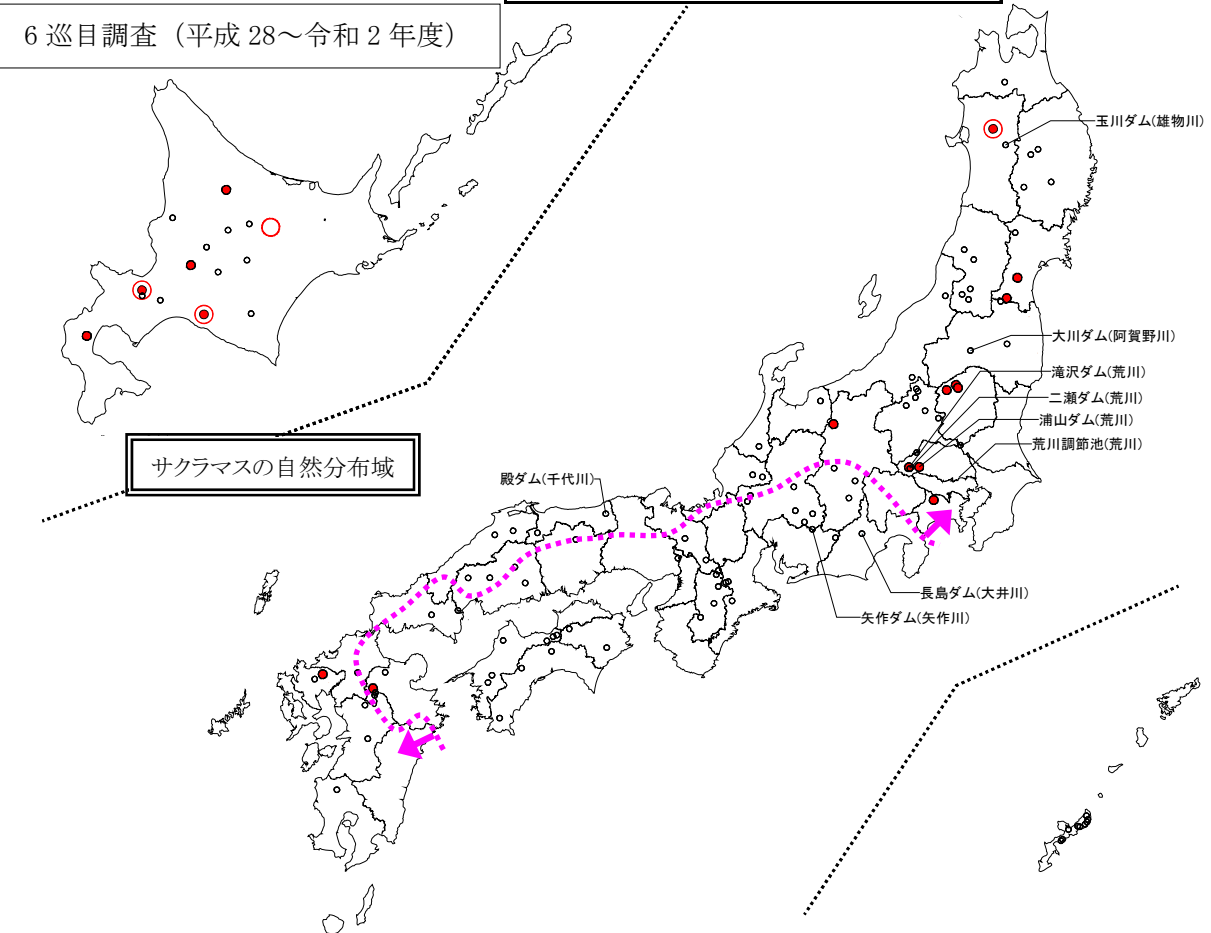 6 巡目調査（平成 28～令和 2 年度）
玉川ダム(雄物川)
大川ダム(阿賀野川)
滝沢ダム(荒川)
二瀬ダム(荒川)
浦山ダム(荒川)
荒川調節池(荒川)
サクラマスの自然分布域
殿ダム(千代川)
長島ダム(大井川)
矢作ダム(矢作川)